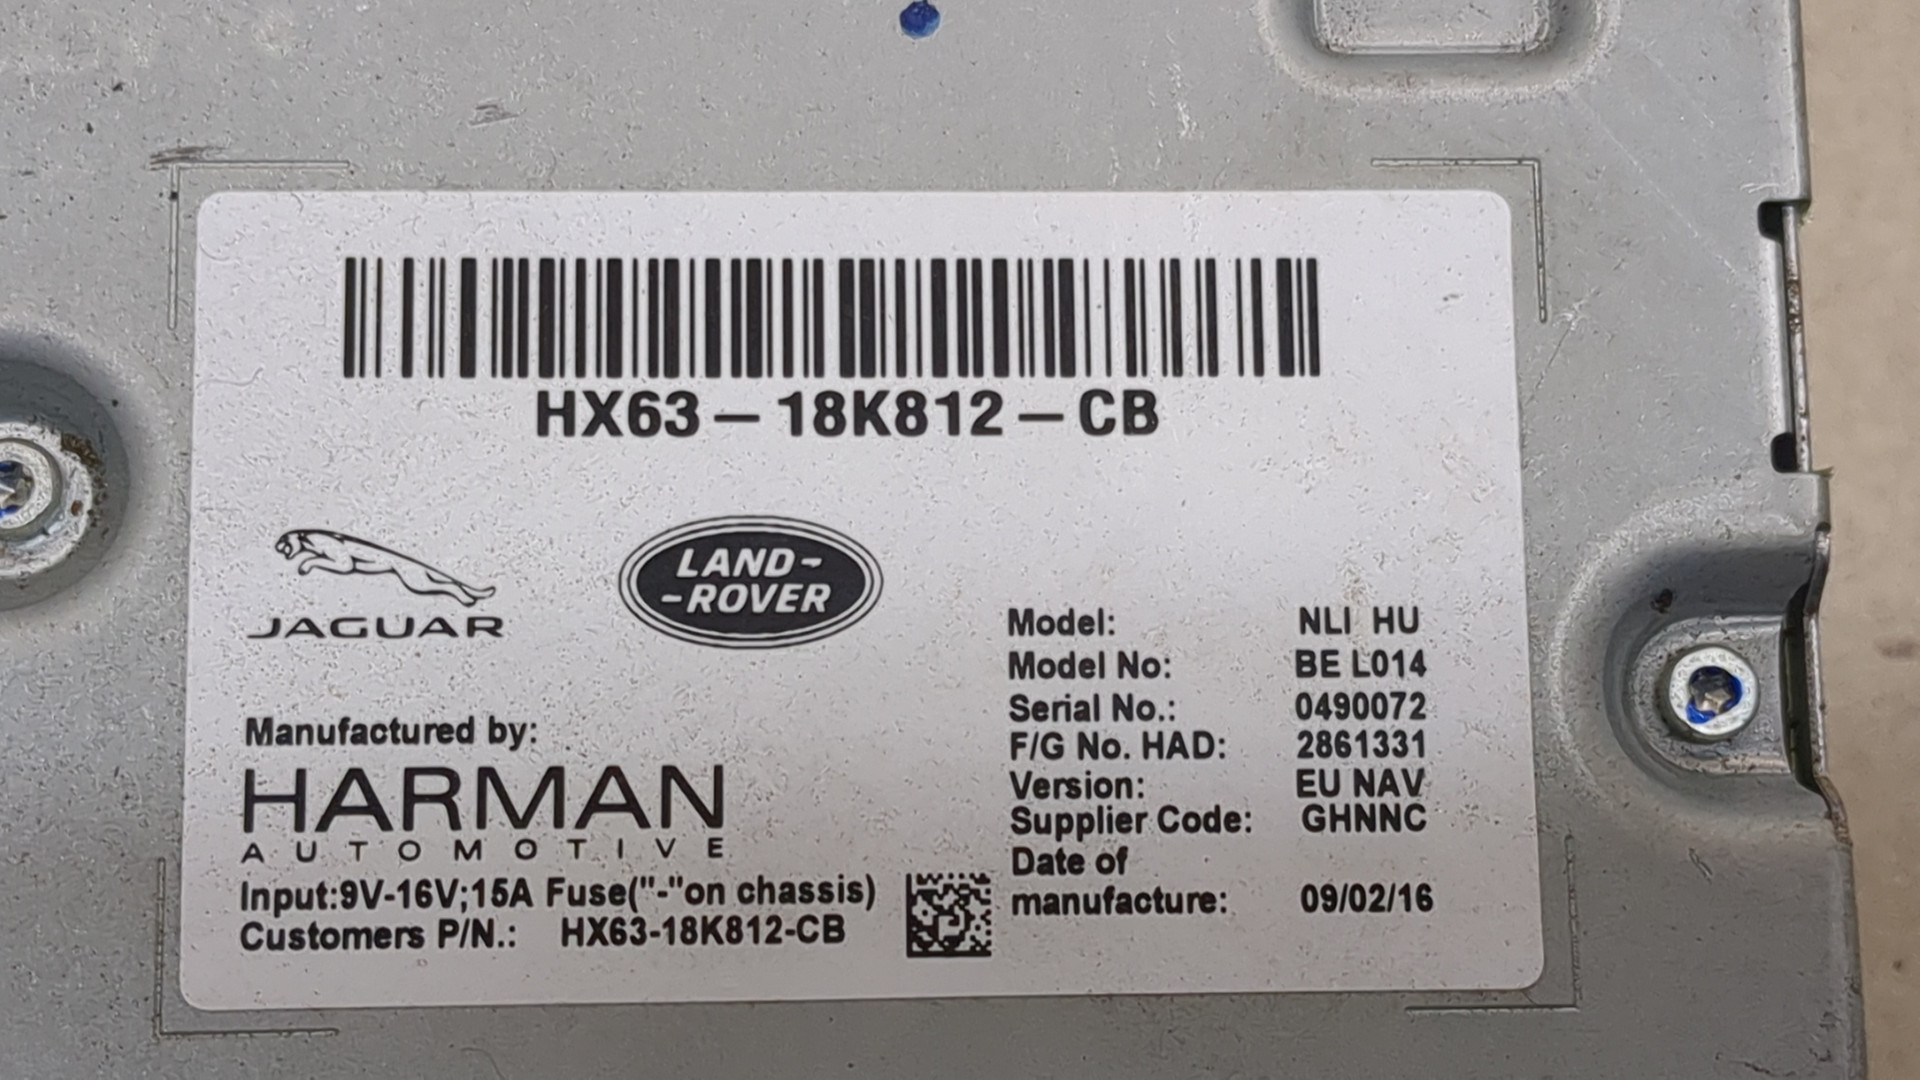 HX63-18K812-CB
JAGUAR
LAND-
-ROVER
Manufactured by:
HARMAN
AUTOMOTIVE
Input:9V-16V;15A Fuse("-"on chassis)
Customers P/N.: HX63-18K812-CB
Model: NLI HU
Model No: BE L014
Serial No.: 0490072
F/G No. HAD: 2861331
Version: EU NAV
Supplier Code: GHNNC
Date of
manufacture: 09/02/16